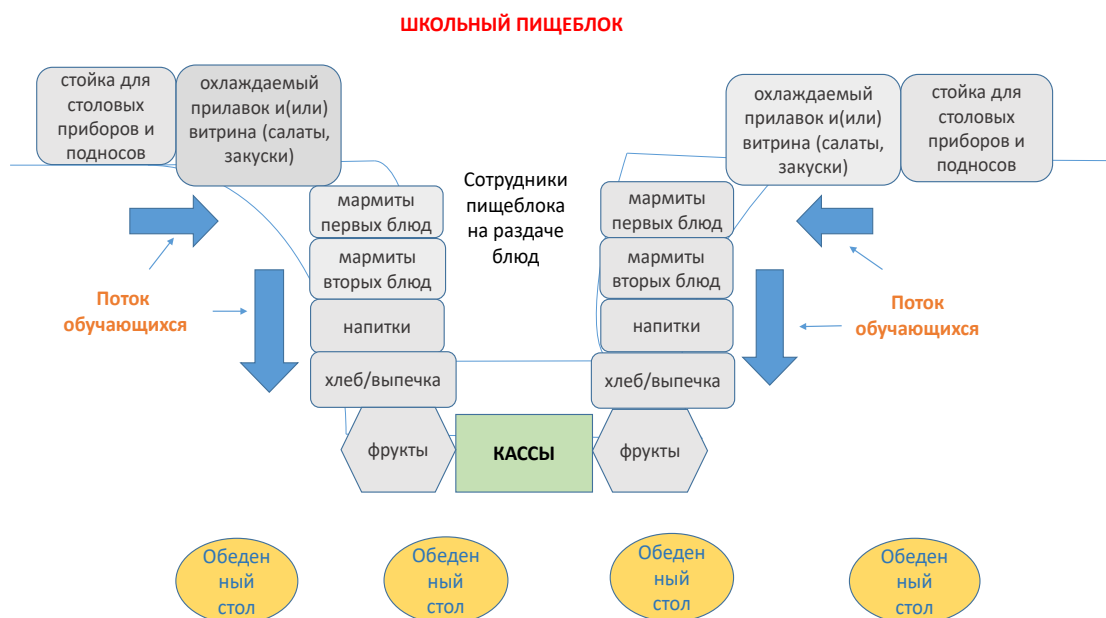 ШКОЛЬНЫЙ ПИЩЕБЛОК
стойка для
столовых
приборов и
подносов
охлаждаемый
прилавок и(или)
витрина (салаты,
закуски)
охлаждаемый
прилавок и(или)
витрина (салаты,
закуски)
стойка для
столовых
приборов и
подносов
мармиты
первых блюд
Сотрудники
пищеблока
на раздаче
блюд
мармиты
первых блюд
мармиты
вторых блюд
мармиты
вторых блюд
Поток
обучающихся
напитки
напитки
Поток
обучающихся
хлеб/выпечка
хлеб/выпечка
фрукты
КАССЫ
фрукты
Обеден
ный
стол
Обеден
ный
стол
Обеден
ный
стол
Обеден
ный
стол